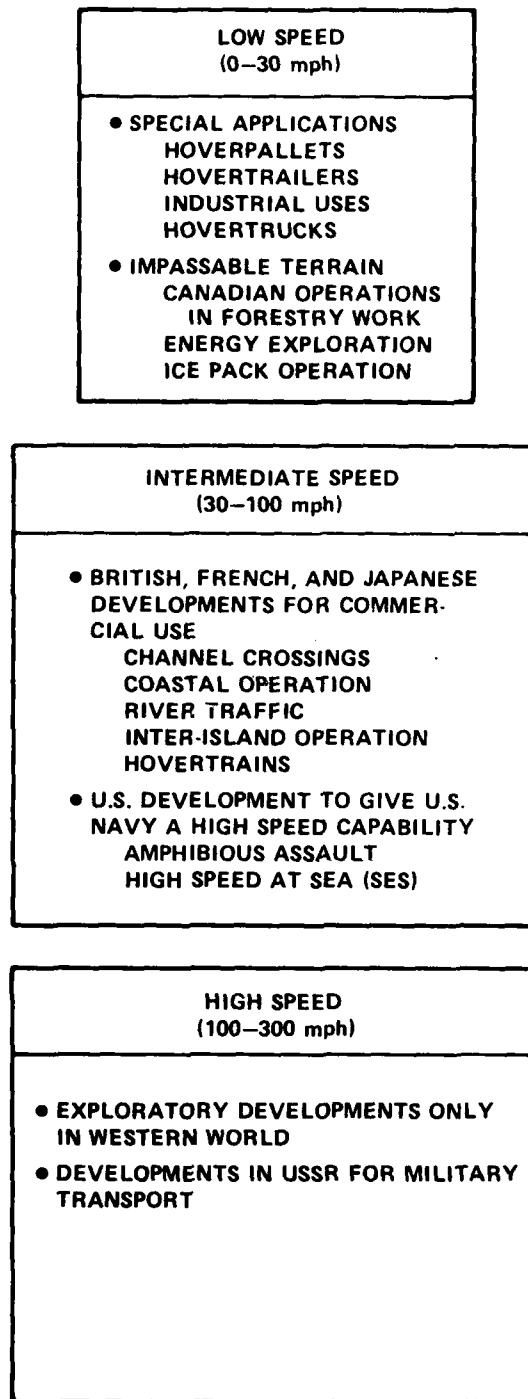 LOW SPEED
(0–30 mph)
● SPECIAL APPLICATIONS
HOVERPALLETS
HOVERTRAILERS
INDUSTRIAL USES
HOVERTRUCKS
● IMPASSABLE TERRAIN
CANADIAN OPERATIONS
IN FORESTRY WORK
ENERGY EXPLORATION
ICE PACK OPERATION
INTERMEDIATE SPEED
(30–100 mph)
● BRITISH, FRENCH, AND JAPANESE
DEVELOPMENTS FOR COMMER-
CIAL USE
CHANNEL CROSSINGS
COASTAL OPERATION
RIVER TRAFFIC
INTER-ISLAND OPERATION
HOVERTRAINS
● U.S. DEVELOPMENT TO GIVE U.S.
NAVY A HIGH SPEED CAPABILITY
AMPHIBIOUS ASSAULT
HIGH SPEED AT SEA (SES)
HIGH SPEED
(100–300 mph)
● EXPLORATORY DEVELOPMENTS ONLY
IN WESTERN WORLD
● DEVELOPMENTS IN USSR FOR MILITARY
TRANSPORT